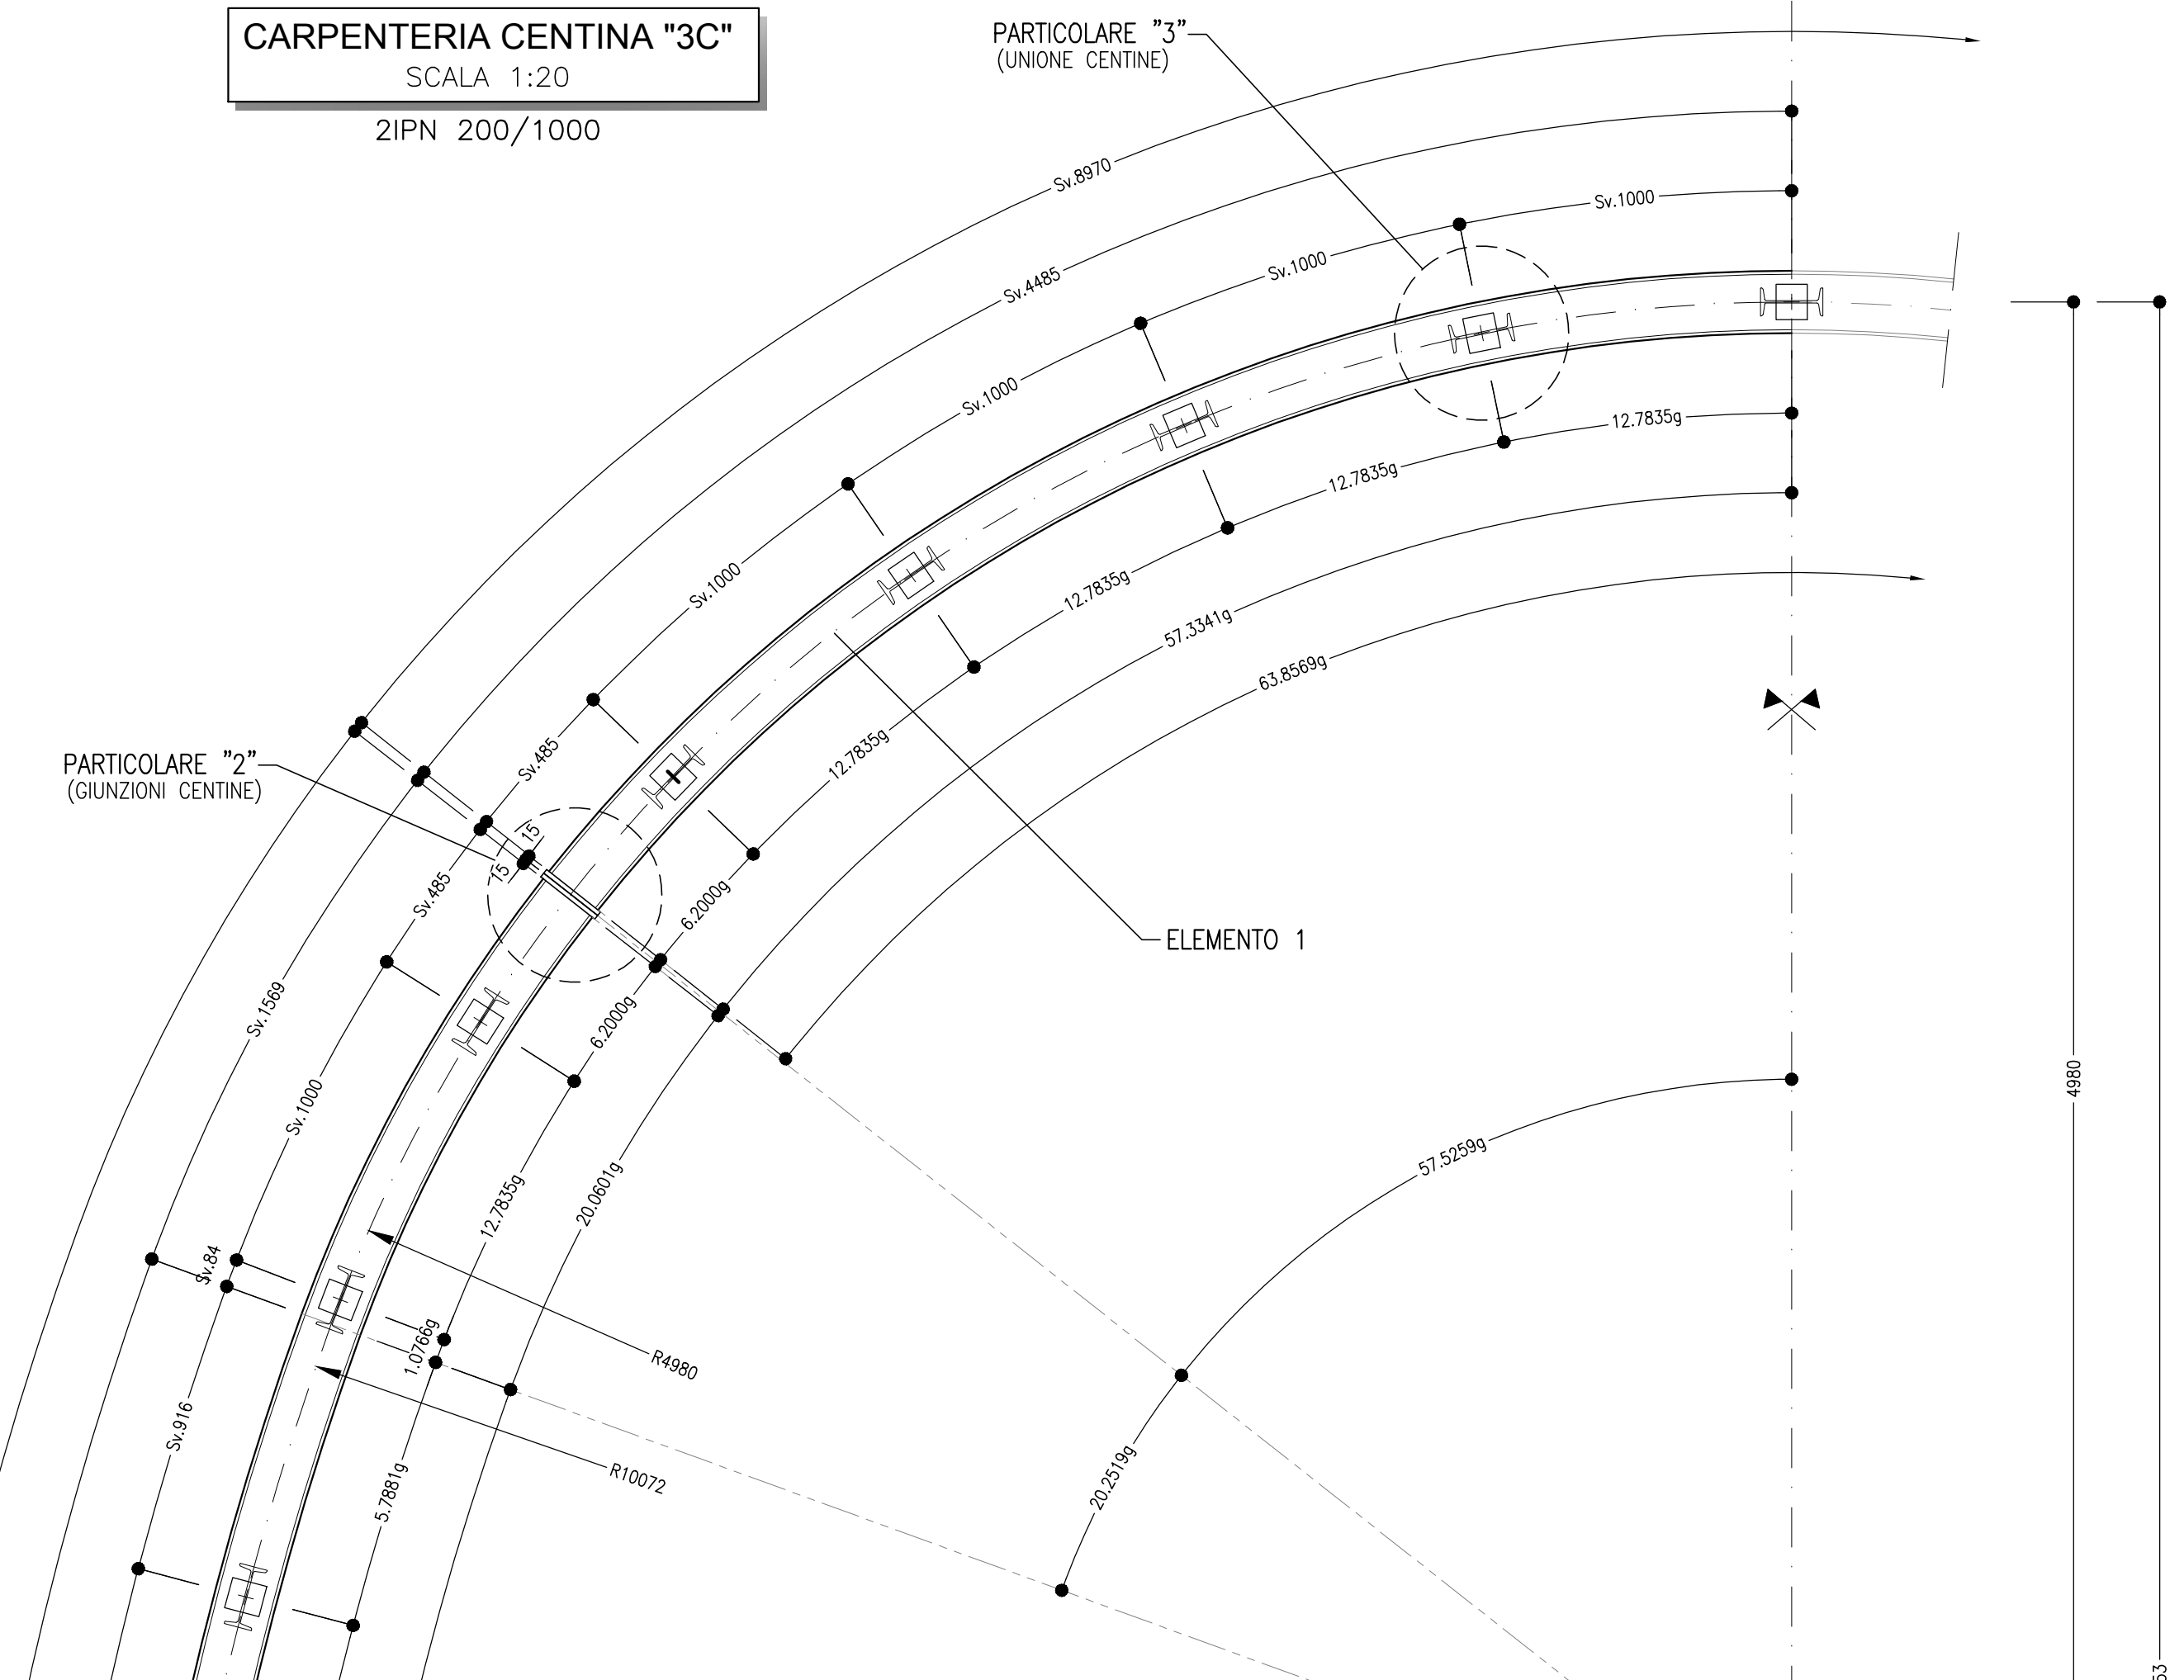 CARPENTERIA CENTINA "3C"
SCALA 1:20
2IPN 200/1000
PARTICOLARE "3"
(UNIONE CENTINE)
Sv.8970
Sv.4485
Sv.1000
Sv.1000
Sv.1000
Sv.1000
Sv.485
15
15
Sv.485
Sv.1569
Sv.1000
Sv.84
Sv.916
PARTICOLARE "2"
(GIUNZIONI CENTINE)
12.7835g
12.7835g
12.7835g
12.7835g
57.3341g
63.8569g
6.2000g
6.2000g
12.7835g
20.0601g
1.0766g
5.7881g
ELEMENTO 1
R4980
R10072
57.5259g
20.2519g
4980
53